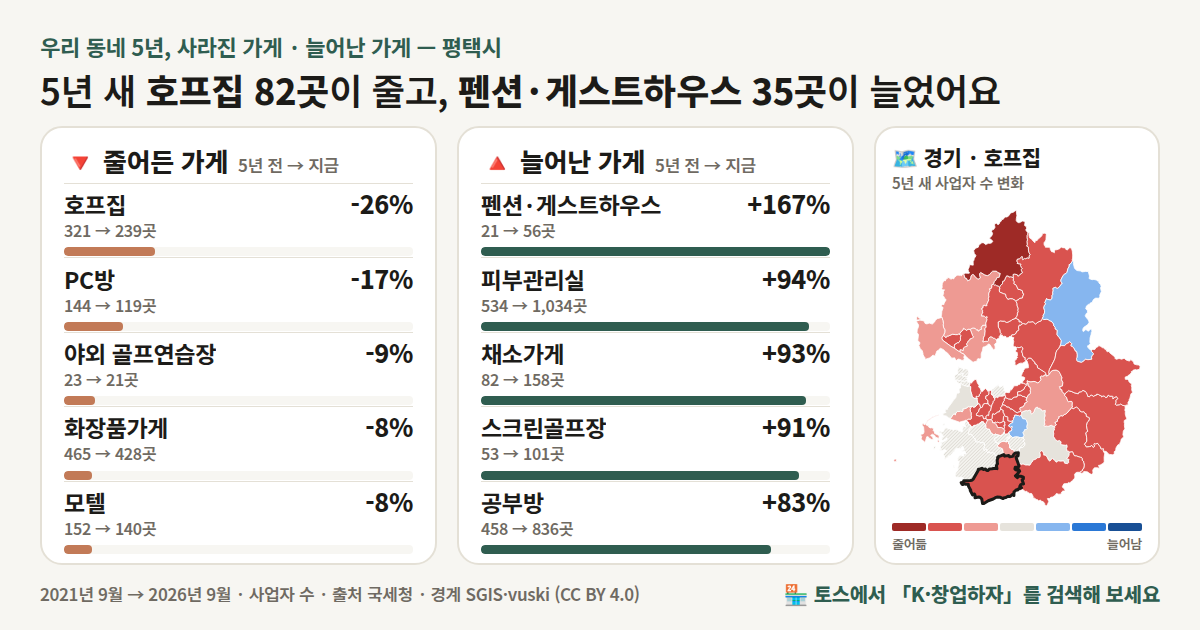 우리 동네 5년, 사라진 가게 · 늘어난 가게 — 평택시
5년 새 호프집 82곳이 줄고, 펜션·게스트하우스 35곳이 늘었어요
🔻 줄어든 가게 5년 전 → 지금
호프집 -26%
321 → 239곳
PC방 -17%
144 → 119곳
야외 골프연습장 -9%
23 → 21곳
화장품가게 -8%
465 → 428곳
모텔 -8%
152 → 140곳
🔺 늘어난 가게 5년 전 → 지금
펜션·게스트하우스 +167%
21 → 56곳
피부관리실 +94%
534 → 1,034곳
채소가게 +93%
82 → 158곳
스크린골프장 +91%
53 → 101곳
공부방 +83%
458 → 836곳
🗺️ 경기 · 호프집
5년 새 사업자 수 변화
줄어듦 늘어남
2021년 9월 → 2026년 9월 · 사업자 수 · 출처 국세청 · 경계 SGIS·vuski (CC BY 4.0)
🏪 토스에서 「K·창업하자」를 검색해 보세요